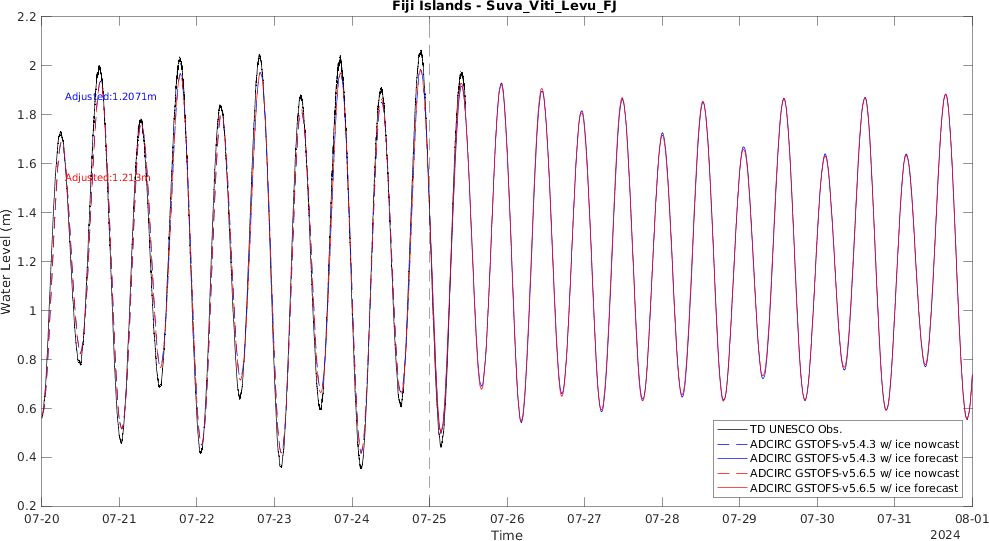 Fiji Islands - Suva_Viti_Levu_FJ
2.2
2
1.8
1.6
1.4
1.2
1
0.8
0.6
0.4
0.2
Water Level (m)
Adjusted:1.2071m
Adjusted:1.213m
TD UNESCO Obs.
ADCIRC GSTOFS-v5.4.3 w/ ice nowcast
ADCIRC GSTOFS-v5.4.3 w/ ice forecast
ADCIRC GSTOFS-v5.6.5 w/ ice nowcast
ADCIRC GSTOFS-v5.6.5 w/ ice forecast
07-20 07-21 07-22 07-23 07-24 07-25 07-26 07-27 07-28 07-29 07-30 07-31 08-01
Time
2024